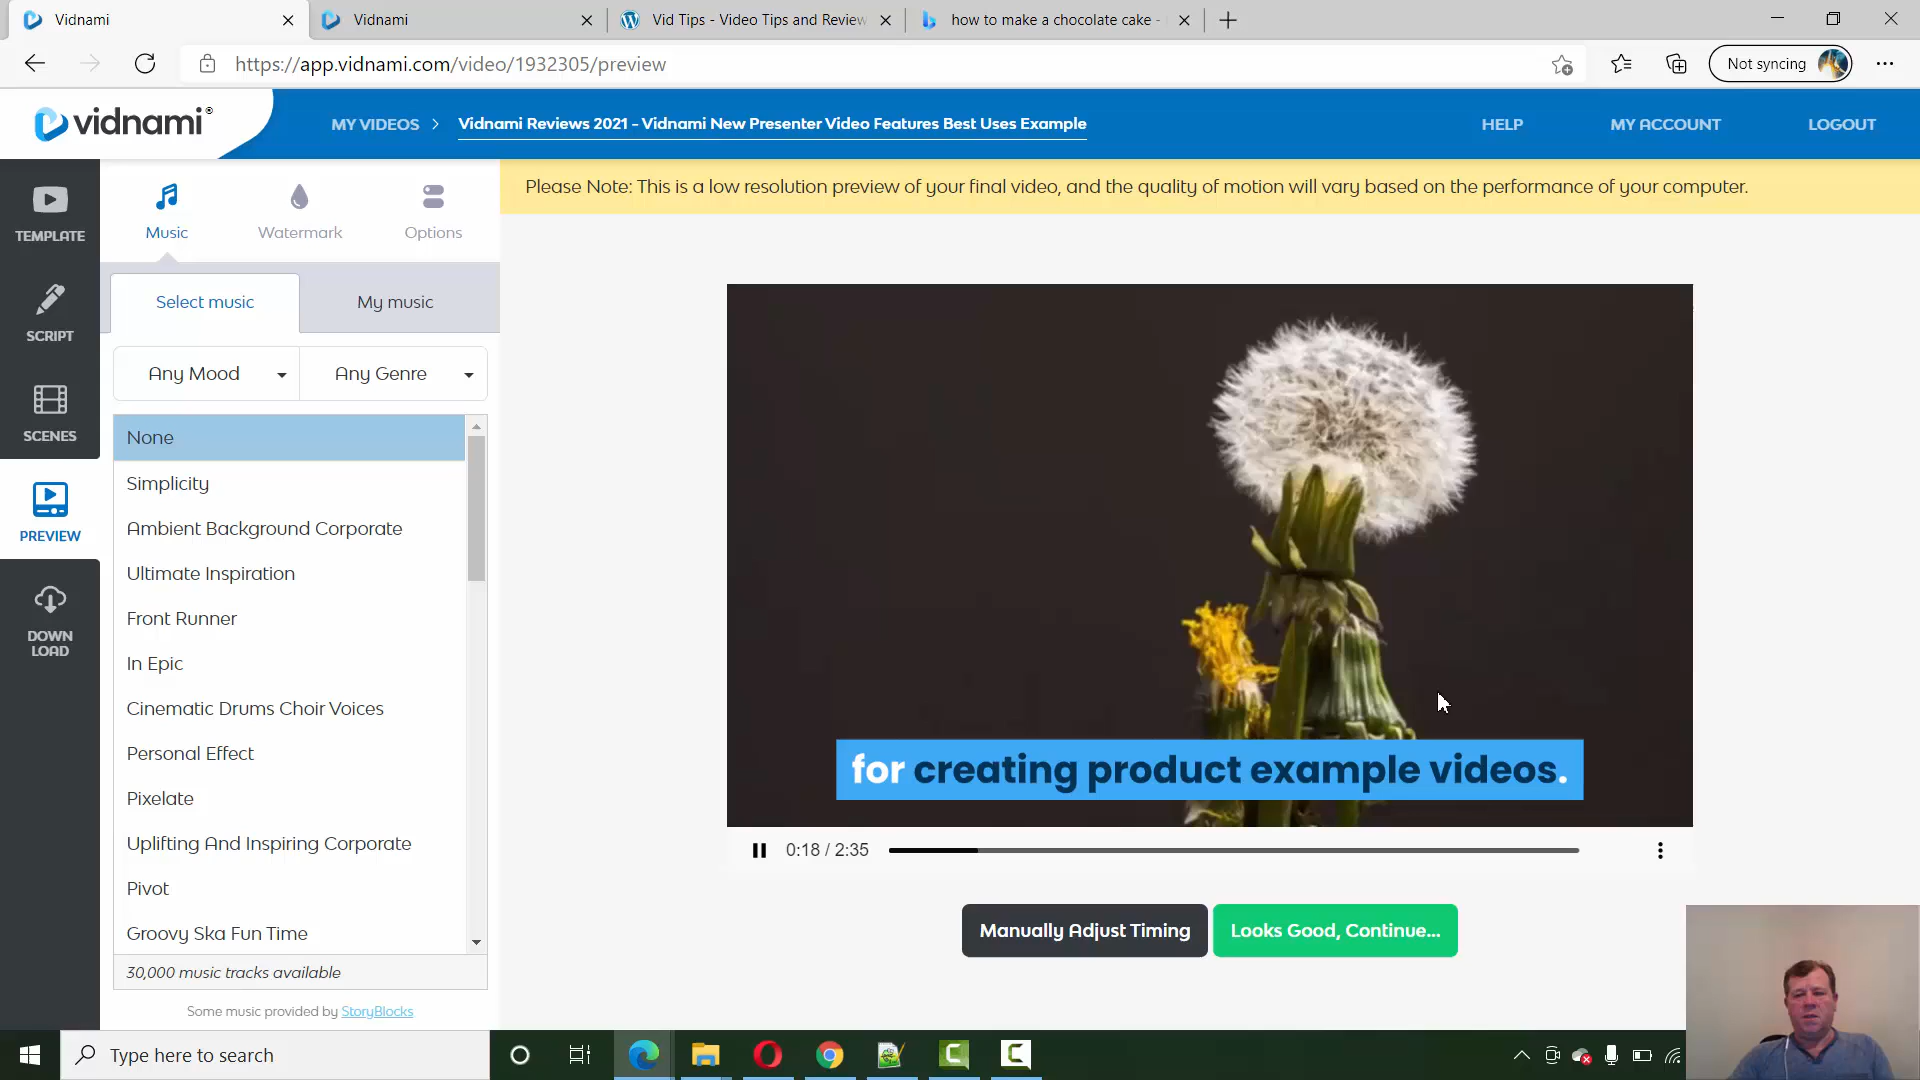 Vidnami
Vidnami
Vid Tips - Video Tips and Review
how to make a chocolate cake -
https://app.vidnami.com/video/1932305/preview
Not syncing
vidnami®
MY VIDEOS > Vidnami Reviews 2021 - Vidnami New Presenter Video Features Best Uses Example
HELP
MY ACCOUNT
LOGOUT
Please Note: This is a low resolution preview of your final video, and the quality of motion will vary based on the performance of your computer.
TEMPLATE
SCRIPT
SCENES
PREVIEW
DOWN
LOAD
Music
Watermark
Options
Select music
My music
Any Mood
Any Genre
None
Simplicity
Ambient Background Corporate
Ultimate Inspiration
Front Runner
In Epic
Cinematic Drums Choir Voices
Personal Effect
Pixelate
Uplifting And Inspiring Corporate
Pivot
Groovy Ska Fun Time
30,000 music tracks available
Some music provided by StoryBlocks
for creating product example videos.
0:18 / 2:35
Manually Adjust Timing
Looks Good, Continue...
Type here to search